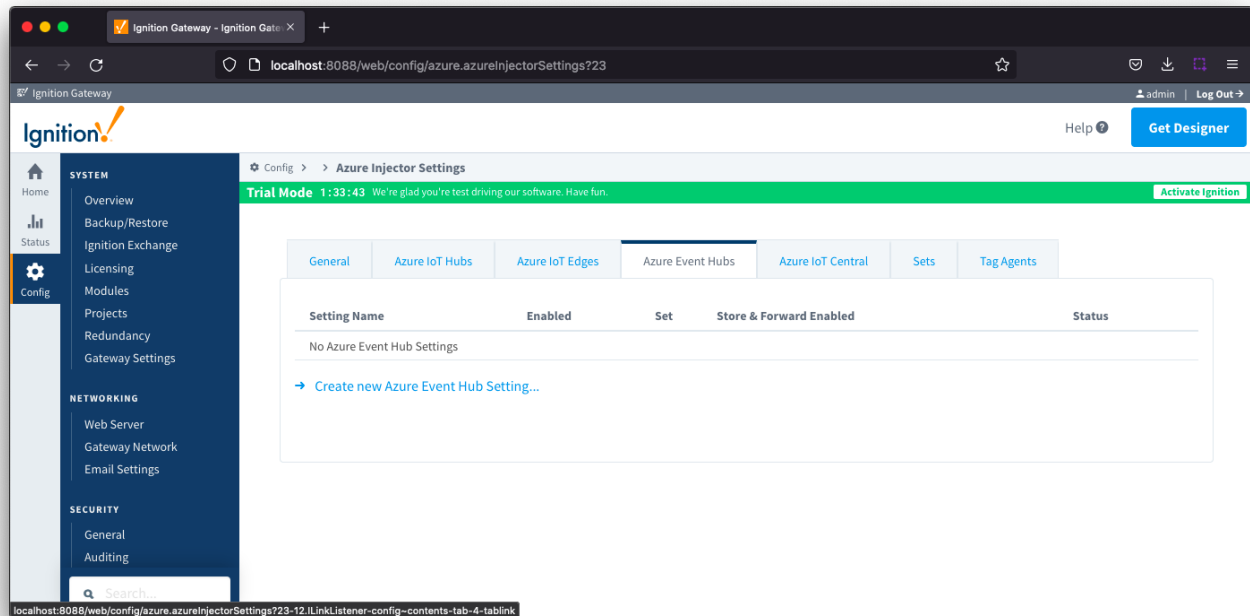 Ignition Gateway - Ignition Gate
localhost:8088/web/config/azure.azureInjectorSettings?23
Ignition Gateway
admin | Log Out
Ignition!
Help
Get Designer
Home
Status
Config
SYSTEM
Overview
Backup/Restore
Ignition Exchange
Licensing
Modules
Projects
Redundancy
Gateway Settings
NETWORKING
Web Server
Gateway Network
Email Settings
SECURITY
General
Auditing
Search...
Config > > Azure Injector Settings
Trial Mode 1:33:43 We're glad you're test driving our software. Have fun.
Activate Ignition
General Azure IoT Hubs Azure IoT Edges Azure Event Hubs Azure IoT Central Sets Tag Agents
Setting Name Enabled Set Store & Forward Enabled Status
No Azure Event Hub Settings
Create new Azure Event Hub Setting...
localhost:8088/web/config/azure.azureInjectorSettings?23-12.ILinkListener-config~contents-tab-4-tablink